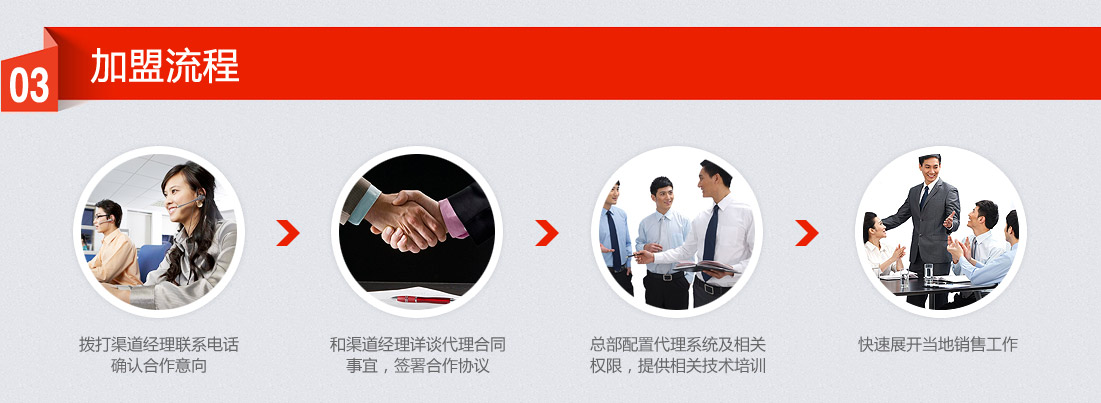 03
加盟流程
拨打渠道经理联系电话
确认合作意向
和渠道经理详谈代理合同
事宜，签署合作协议
总部配置代理系统及相关
权限，提供相关技术培训
快速展开当地销售工作